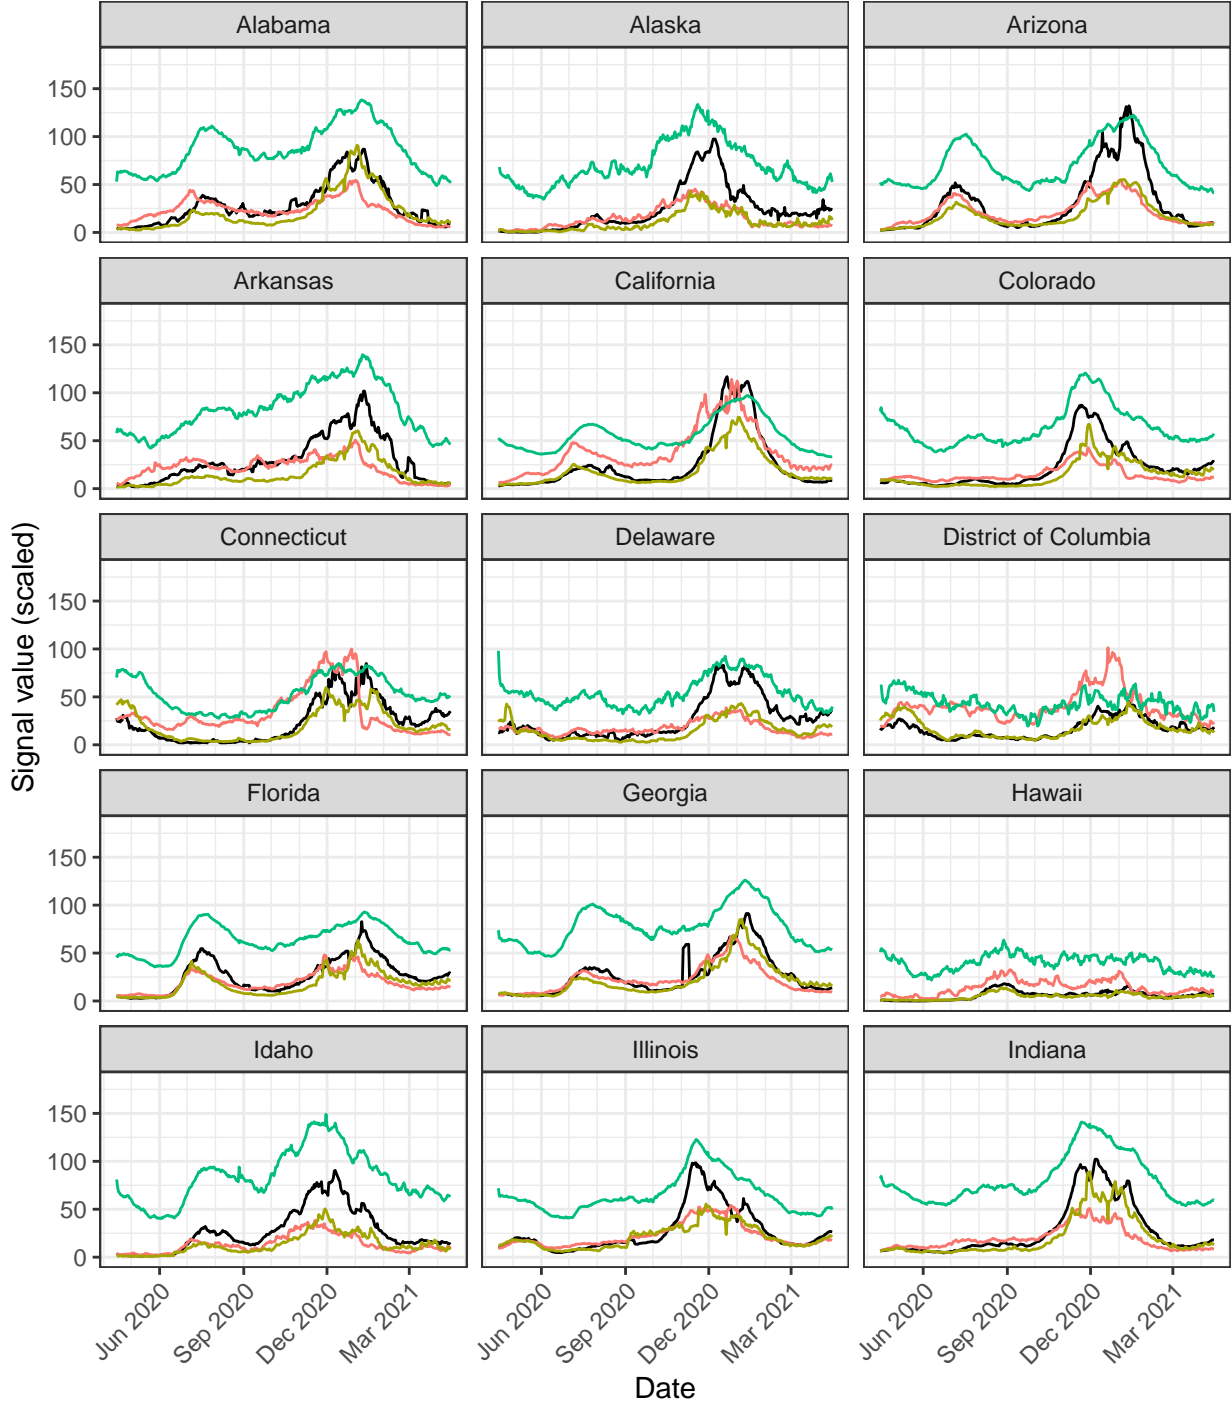 Alabama
Alaska
Arizona
150
100
50
0
Arkansas
California
Colorado
150
100
50
0
Connecticut
Delaware
District of Columbia
150
100
50
0
Florida
Georgia
Hawaii
150
100
50
0
Idaho
Illinois
Indiana
150
100
50
0
Signal value (scaled)
Jun 2020
Sep 2020
Dec 2020
Mar 2021
Jun 2020
Sep 2020
Dec 2020
Mar 2021
Jun 2020
Sep 2020
Dec 2020
Mar 2021
Date